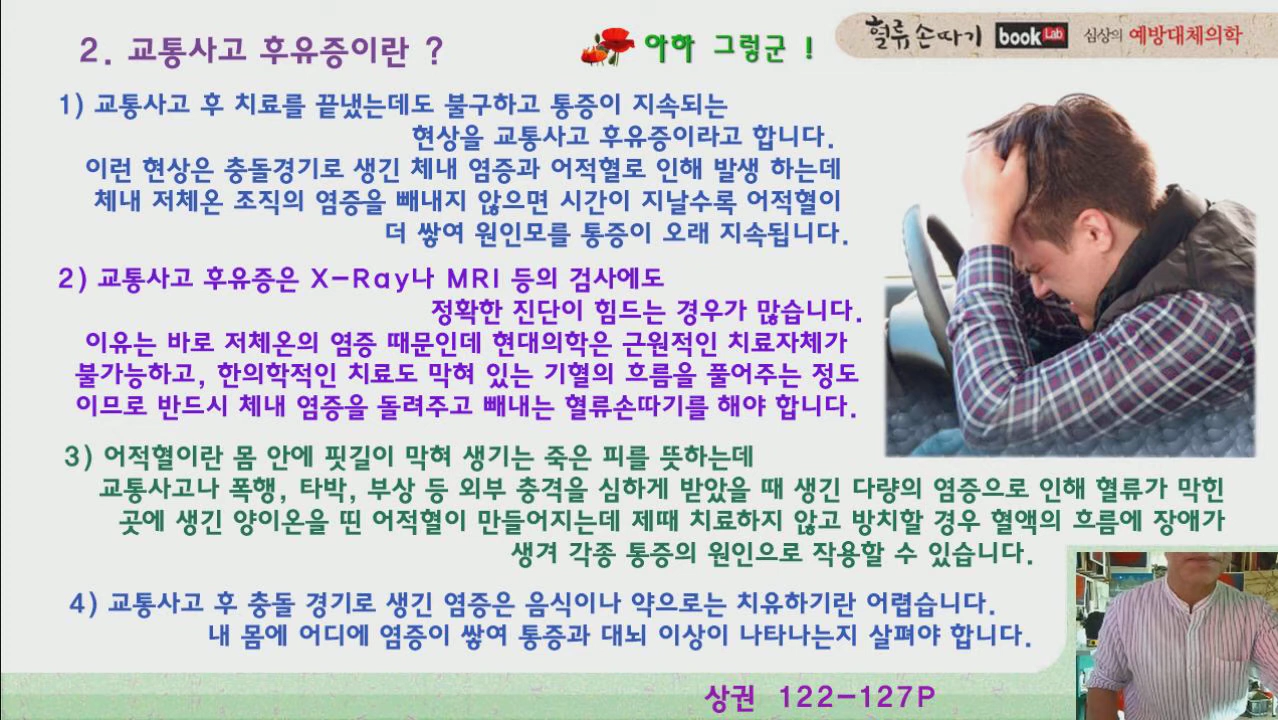 2. 교통사고 후유증이란 ?
아하 그렇군 !
혈류 손따기 book Lab 심상의 예방대체의학
1) 교통사고 후 치료를 끝냈는데도 불구하고 통증이 지속되는
현상을 교통사고 후유증이라고 합니다.
이런 현상은 충돌경기로 생긴 체내 염증과 어적혈로 인해 발생 하는데
체내 저체온 조직의 염증을 빼내지 않으면 시간이 지날수록 어적혈이
더 쌓여 원인모를 통증이 오래 지속됩니다.
2) 교통사고 후유증은 X-Ray나 MRI 등의 검사에도
정확한 진단이 힘드는 경우가 많습니다.
이유는 바로 저체온의 염증 때문인데 현대의학은 근원적인 치료자체가
불가능하고, 한의학적인 치료도 막혀 있는 기혈의 흐름을 풀어주는 정도
이므로 반드시 체내 염증을 돌려주고 빼내는 혈류손따기를 해야 합니다.
3) 어적혈이란 몸 안에 핏길이 막혀 생기는 죽은 피를 뜻하는데
교통사고나 폭행, 타박, 부상 등 외부 충격을 심하게 받았을 때 생긴 다량의 염증으로 인해 혈류가 막힌
곳에 생긴 양이온을 띤 어적혈이 만들어지는데 제때 치료하지 않고 방치할 경우 혈액의 흐름에 장애가
생겨 각종 통증의 원인으로 작용할 수 있습니다.
4) 교통사고 후 충돌 경기로 생긴 염증은 음식이나 약으로는 치유하기란 어렵습니다.
내 몸에 어디에 염증이 쌓여 통증과 대뇌 이상이 나타나는지 살펴야 합니다.
상권 122-127P